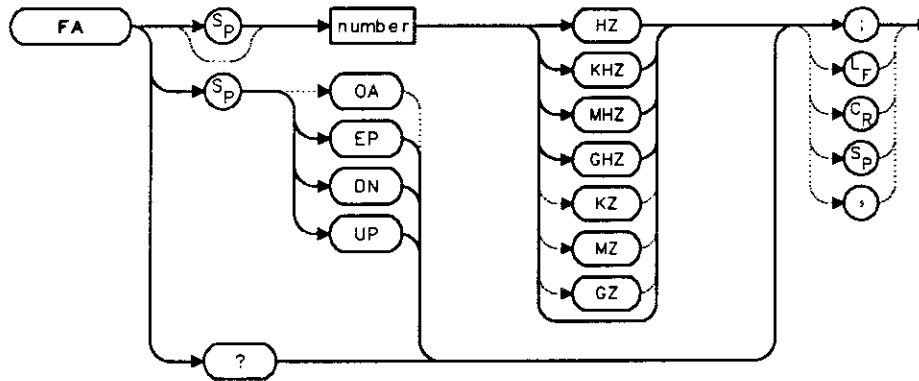 FA
SP
number
HZ
KHZ
MHZ
GHZ
KZ
MZ
GZ
;
LF
CR
SP
,
SP
OA
EP
DN
UP
?